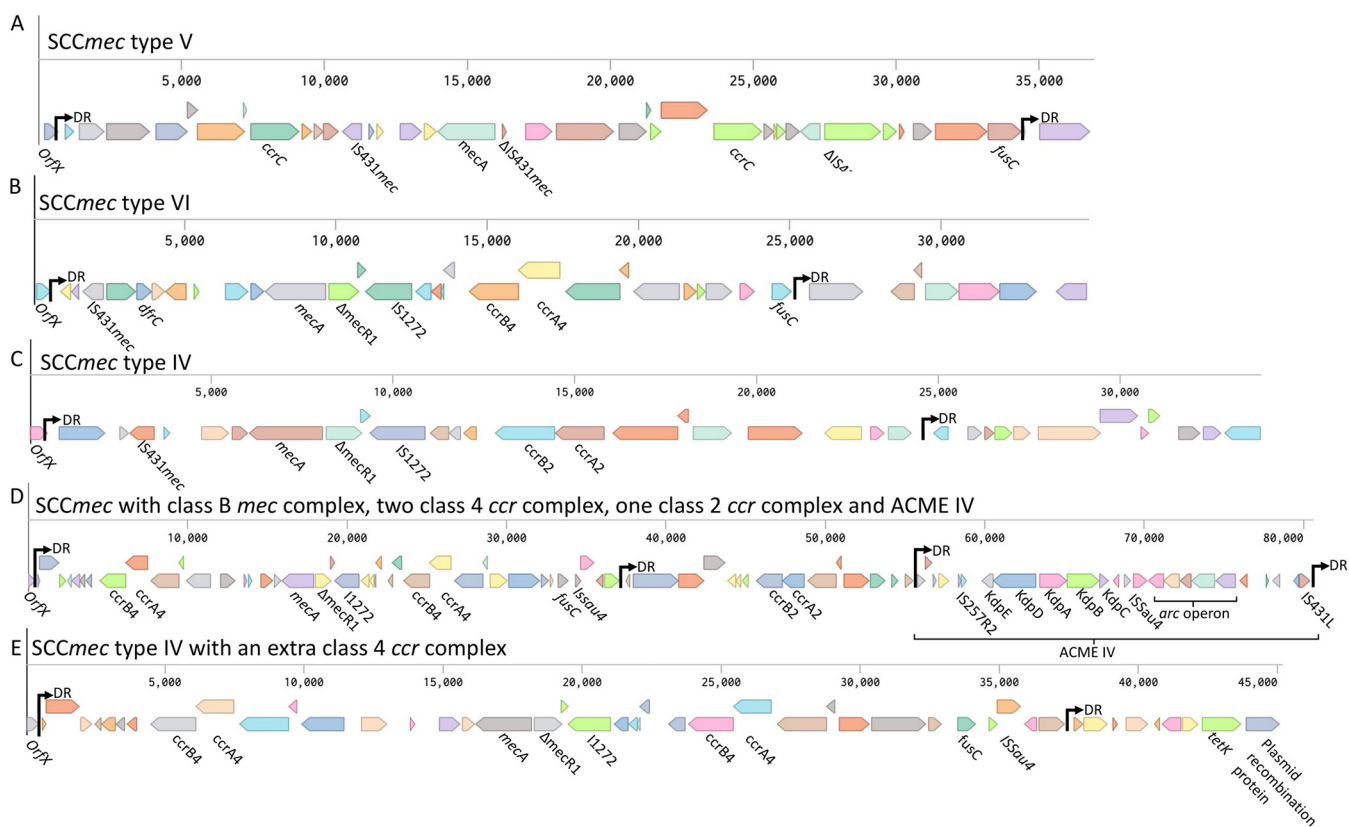 A
SCCmec type V
5,000 10,000 15,000 20,000 25,000 30,000 35,000
DR DR
OrfX ccrC IS431mec mecA ΔIS431mec ccrC ΔIS4- fusC
B
SCCmec type VI
5,000 10,000 15,000 20,000 25,000 30,000
DR DR
OrfX IS431mec dfrC mecA ΔmecR1 IS1272 ccrB4 ccrA4 fusC
C
SCCmec type IV
5,000 10,000 15,000 20,000 25,000 30,000
DR DR
OrfX IS431mec mecA ΔmecR1 IS1272 ccrB2 ccrA2
D
SCCmec with class B mec complex, two class 4 ccr complex, one class 2 ccr complex and ACME IV
10,000 20,000 30,000 40,000 50,000 60,000 70,000 80,000
DR DR DR DR
OrfX ccrB4 ccrA4 mecA ΔmecR1 I1272 ccrB4 ccrA4 fusC ISsau4 ccrB2 ccrA2 IS257R2 KdpE KdpD KdpA KdpB KdpC ISSau4 arc operon IS431L
ACME IV
E
SCCmec type IV with an extra class 4 ccr complex
5,000 10,000 15,000 20,000 25,000 30,000 35,000 40,000 45,000
DR DR
OrfX ccrB4 ccrA4 mecA ΔmecR1 I1272 ccrB4 ccrA4 fusC ISSau4 tetK Plasmid recombination protein